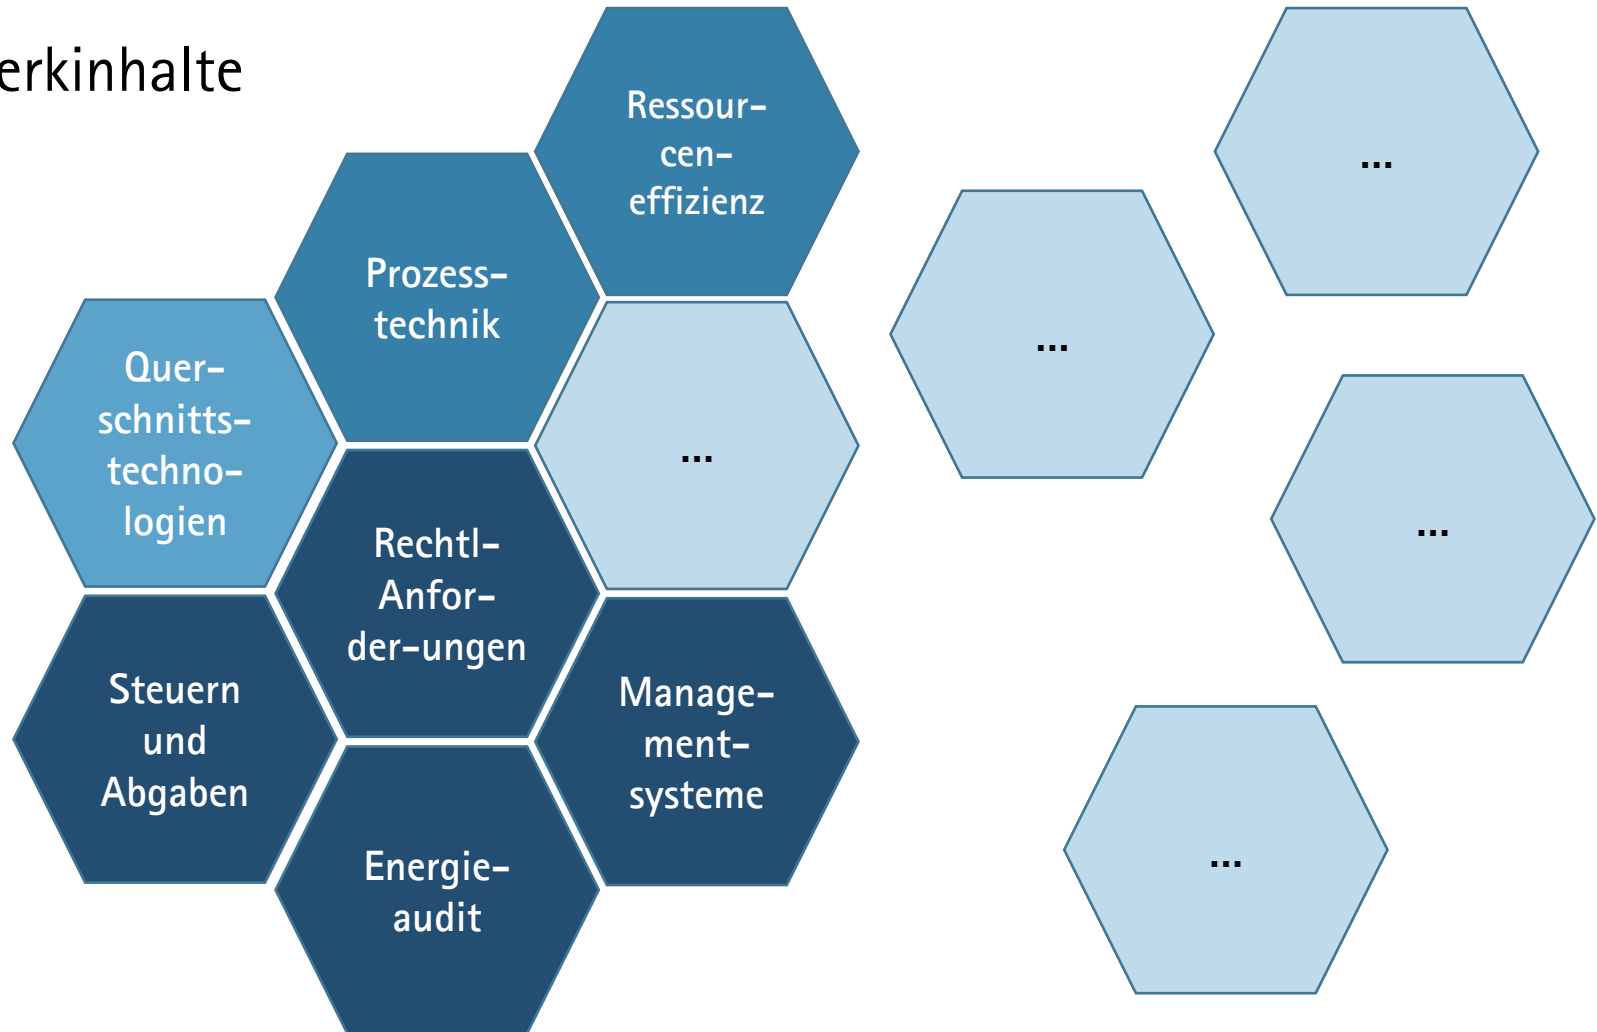 erkinhalte
Ressour-
cen-
effizienz
Prozess-
technik
Quer-
schnitts-
techno-
logien
...
Rechtl-
Anfor-
der-ungen
Steuern
und
Abgaben
Manage-
ment-
systeme
Energie-
audit
...
...
...
...